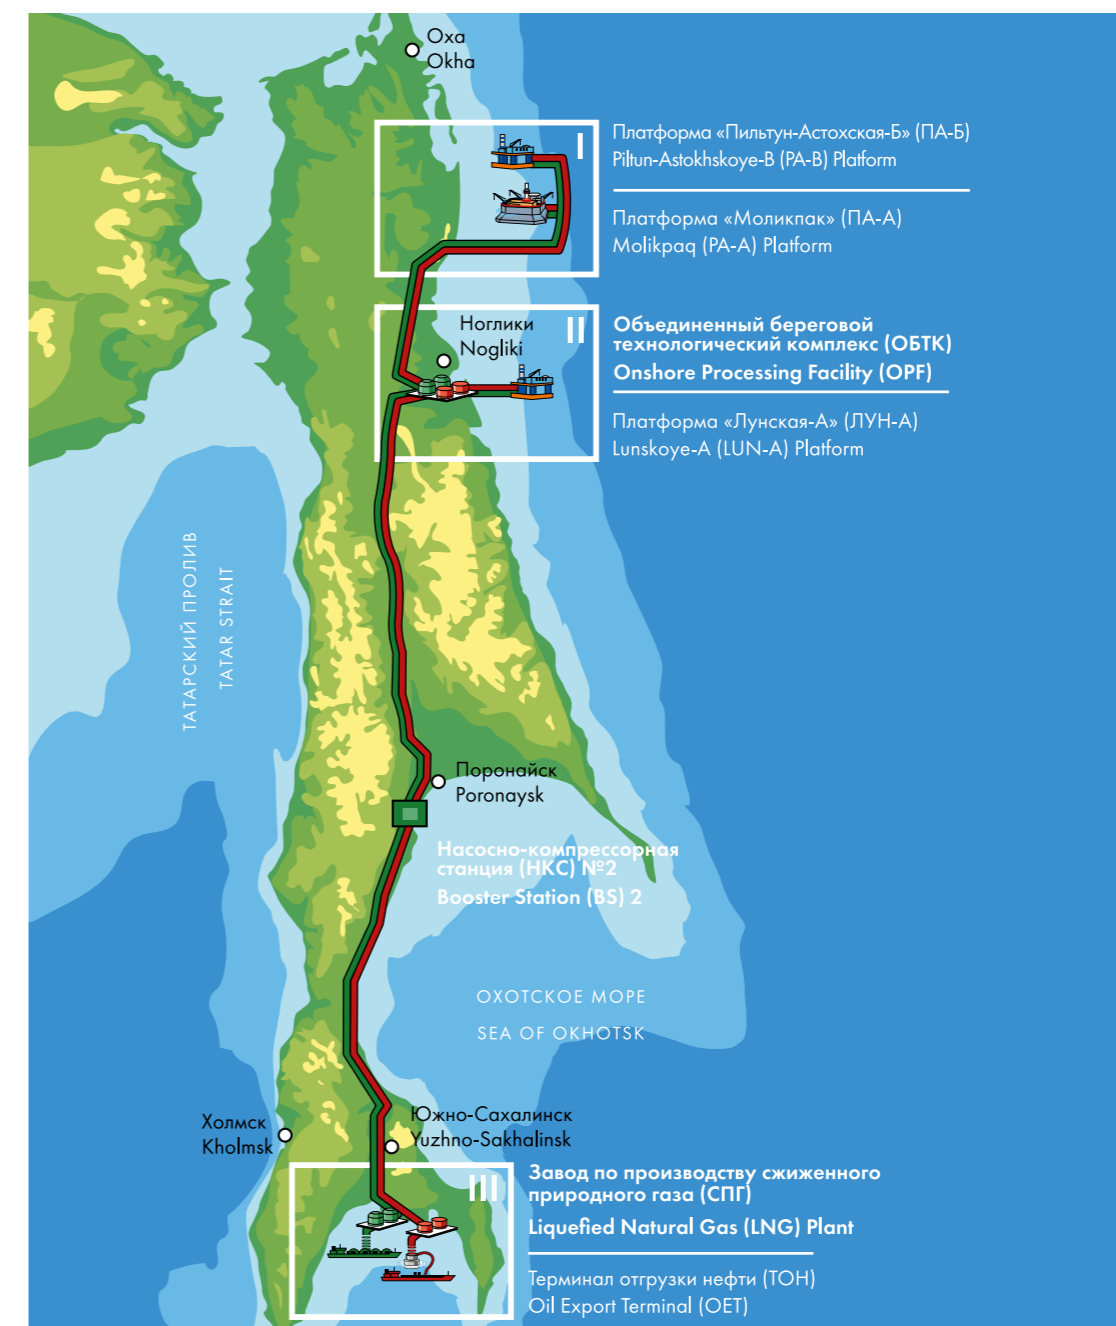 Оха
Okha
I
Платформа «Пильтун-Астохская-Б» (ПА-Б)
Piltun-Astokhskoye-B (PA-B) Platform
Платформа «Моликпак» (ПА-А)
Molikpaq (PA-A) Platform
II
Ноглики
Nogliki
Объединенный береговой
технологический комплекс (ОБТК)
Onshore Processing Facility (OPF)
Платформа «Лунская-А» (ЛУН-А)
Lunskoye-A (LUN-A) Platform
ТАТАРСКИЙ ПРОЛИВ
TATAR STRAIT
Поронайск
Poronaysk
Насосно-компрессорная
станция (НКС) №2
Booster Station (BS) 2
ОХОТСКОЕ МОРЕ
SEA OF OKHOTSK
Холмск
Kholmsk
Южно-Сахалинск
Yuzhno-Sakhalinsk
III
Завод по производству сжиженного
природного газа (СПГ)
Liquefied Natural Gas (LNG) Plant
Терминал отгрузки нефти (ТОН)
Oil Export Terminal (OET)